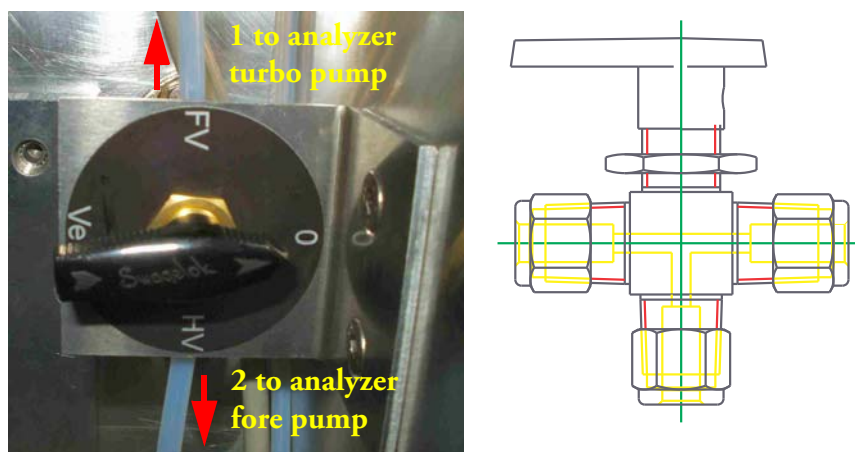 1 to analyzer
turbo pump
FV
Ve
0
0
Swagelok
HV
2 to analyzer
fore pump